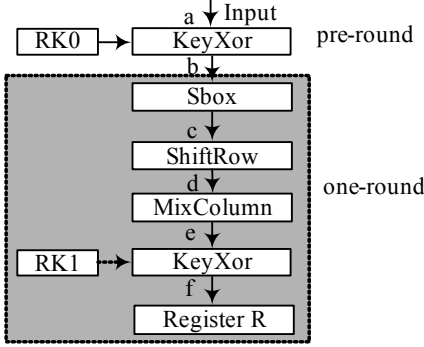 a Input
RK0 KeyXor pre-round
b
Sbox
c
ShiftRow
d
MixColumn one-round
e
RK1 KeyXor
f
Register R